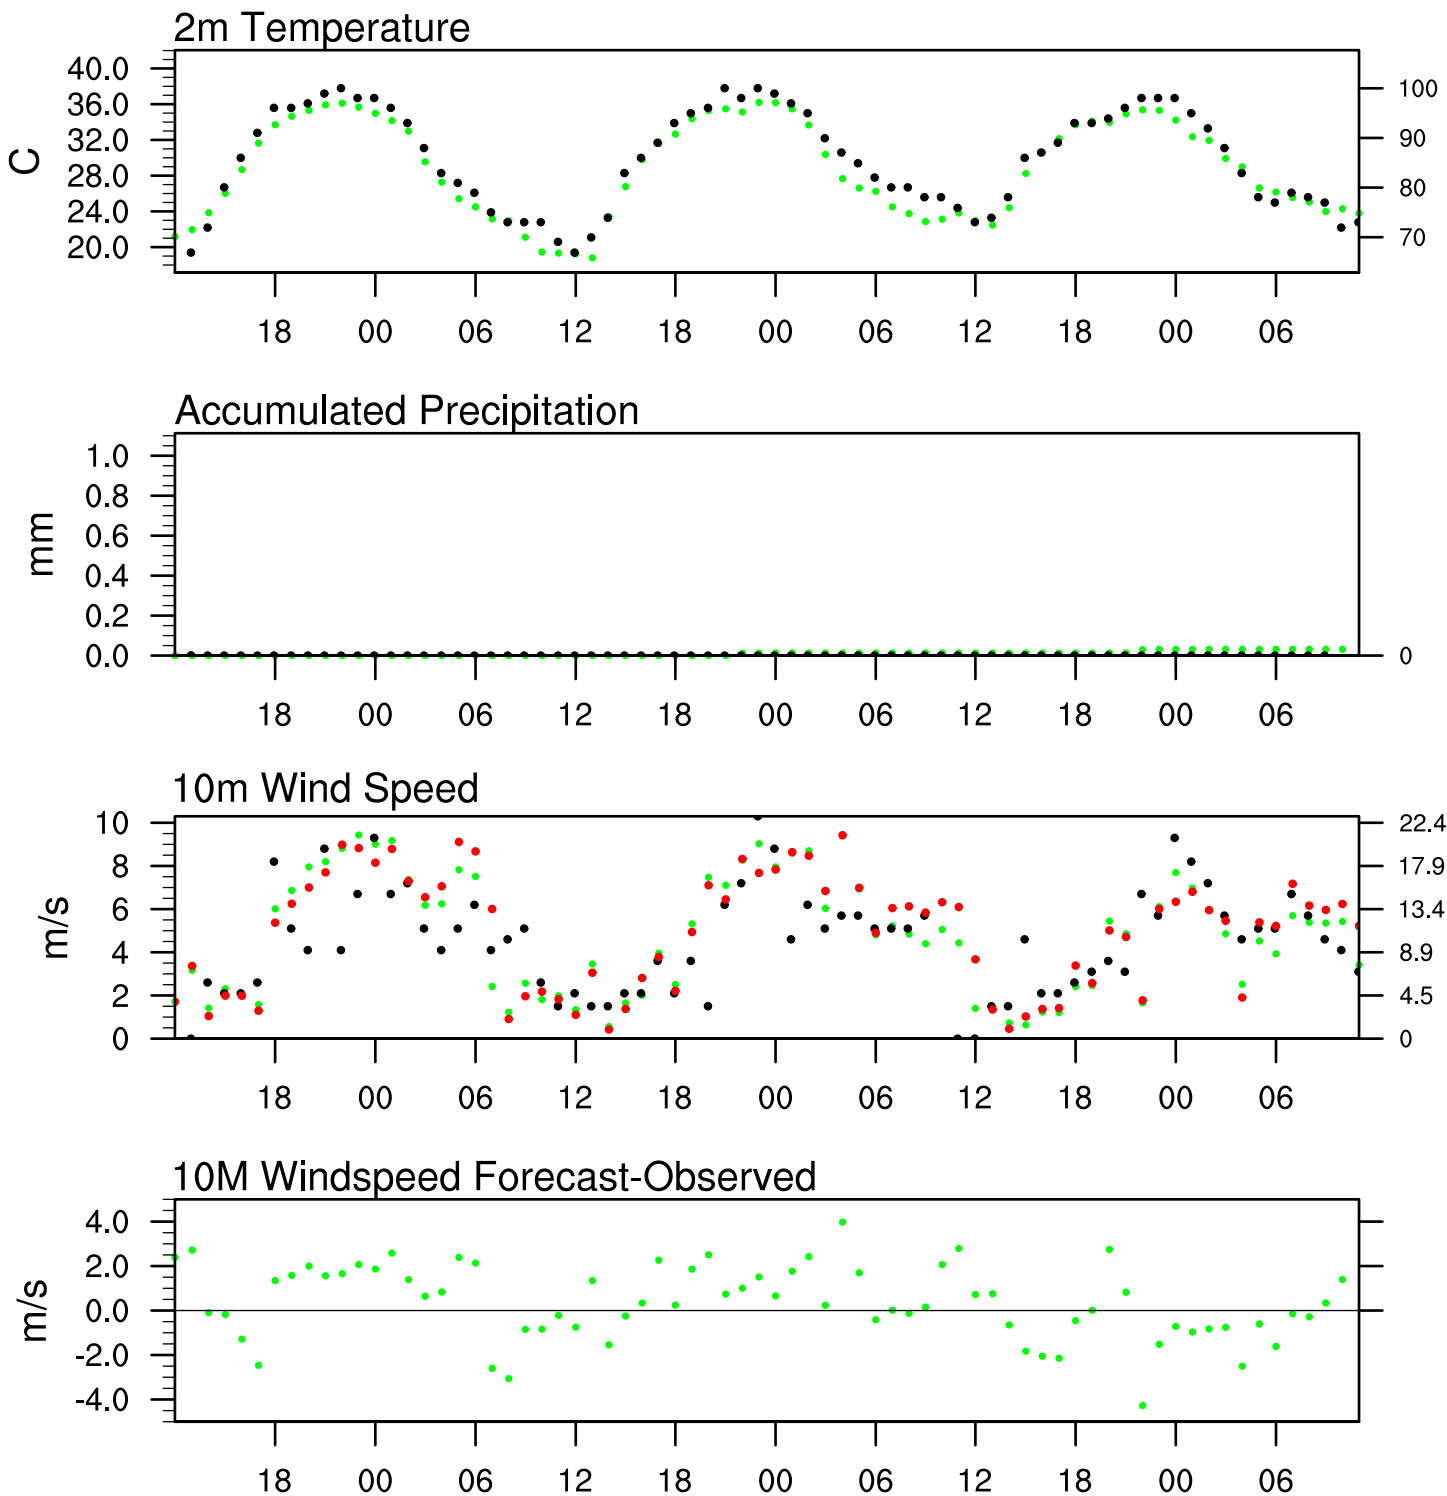 2m Temperature
40.0
36.0
32.0
28.0
24.0
20.0
C
100
90
80
70
18 00 06 12 18 00 06 12 18 00 06
Accumulated Precipitation
1.0
0.8
0.6
0.4
0.2
0.0
mm
0
18 00 06 12 18 00 06 12 18 00 06
10m Wind Speed
10
8
6
4
2
0
m/s
22.4
17.9
13.4
8.9
4.5
0
18 00 06 12 18 00 06 12 18 00 06
10M Windspeed Forecast-Observed
4.0
2.0
0.0
-2.0
-4.0
m/s
18 00 06 12 18 00 06 12 18 00 06